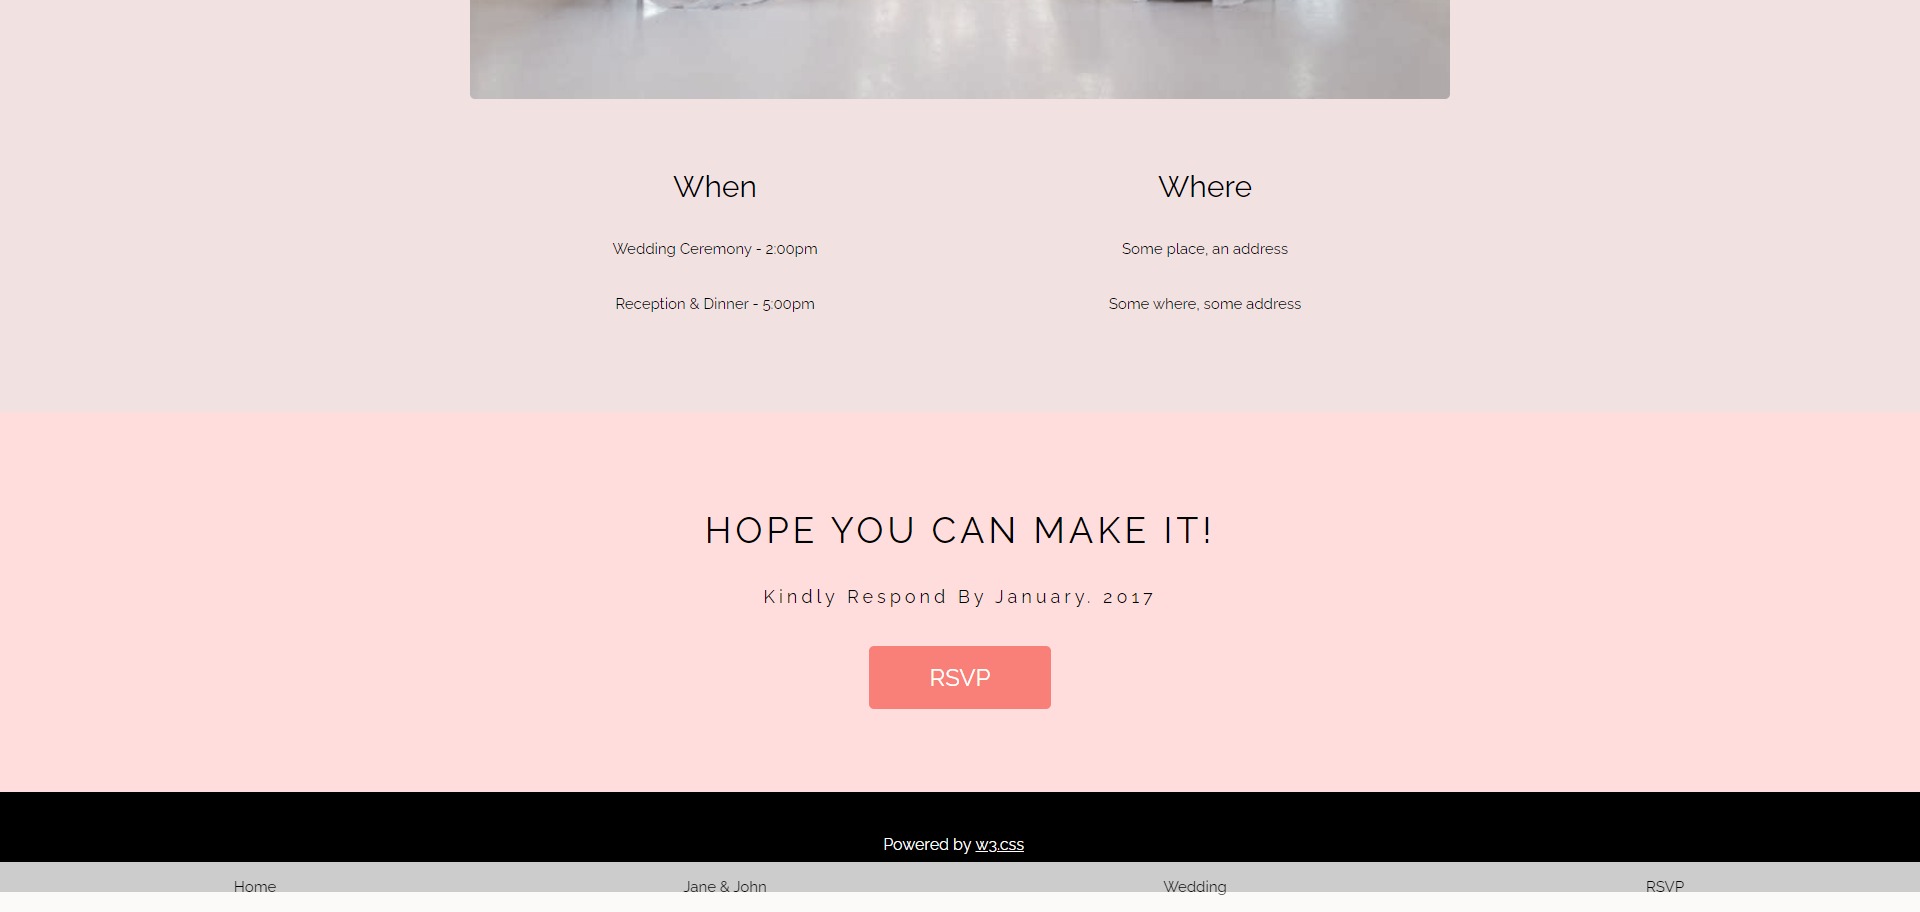 When
Where
Wedding Ceremony - 2:00pm
Some place, an address
Reception & Dinner - 5:00pm
Some where, some address
HOPE YOU CAN MAKE IT!
Kindly Respond By January. 2017
RSVP
Powered by w3.css
Home
Jane & John
Wedding
RSVP